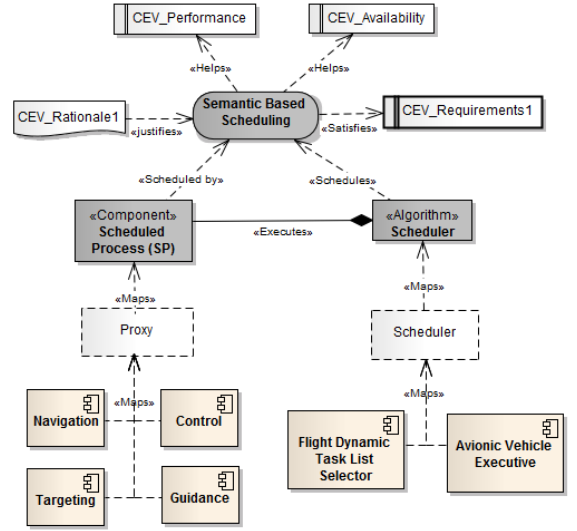 CEV_Performance
CEV_Availability
«Helps»
«Helps»
CEV_Rationale1
«justifies»
Semantic Based
Scheduling
«Satisfies»
CEV_Requirements1
«Scheduled by»
«Schedules»
«Component»
Scheduled
Process (SP)
«Executes»
«Algorithm»
Scheduler
«Maps»
«Maps»
Proxy
Scheduler
«Maps»
«Maps»
Navigation
Control
Flight Dynamic
Task List
Selector
Avionic Vehicle
Executive
Targeting
Guidance